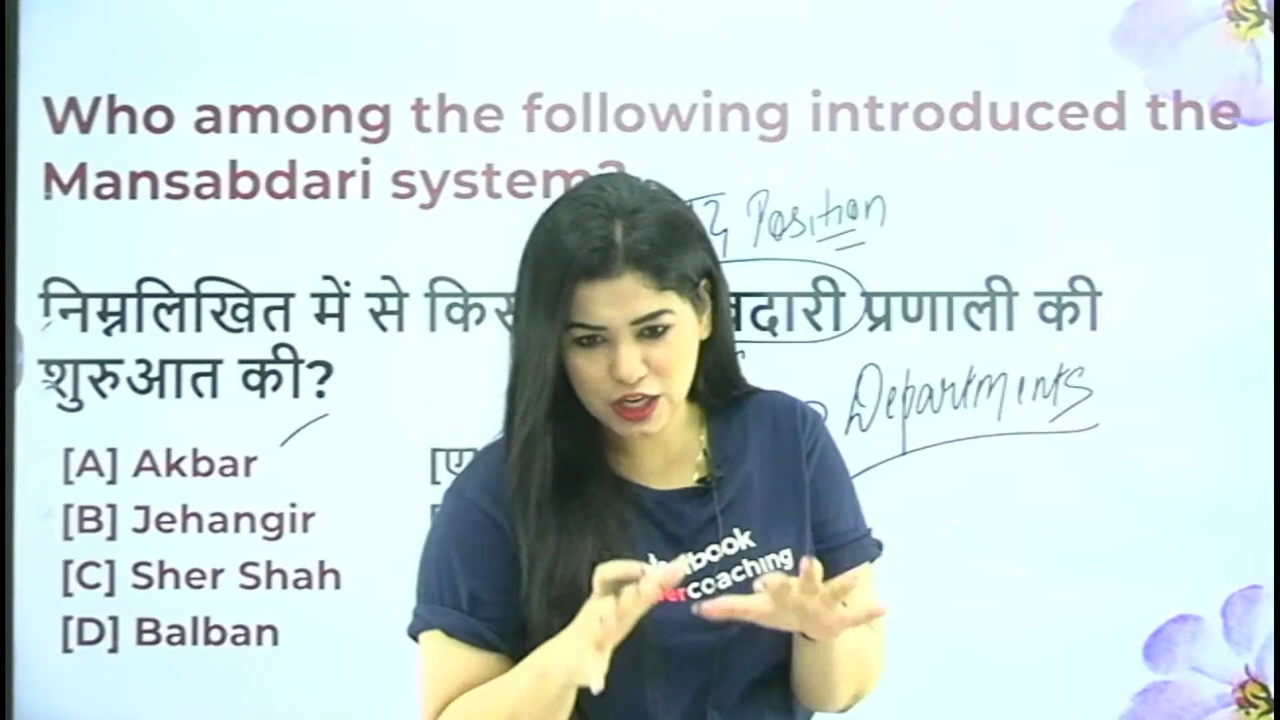 Who among the following introduced the
Mansabdari system?
पद Position
निम्नलिखित में से प्रणाली की
शुरुआत की?
Departments
[A] Akbar
[B] Jehangir
[C] Sher Shah
[D] Balban
coaching